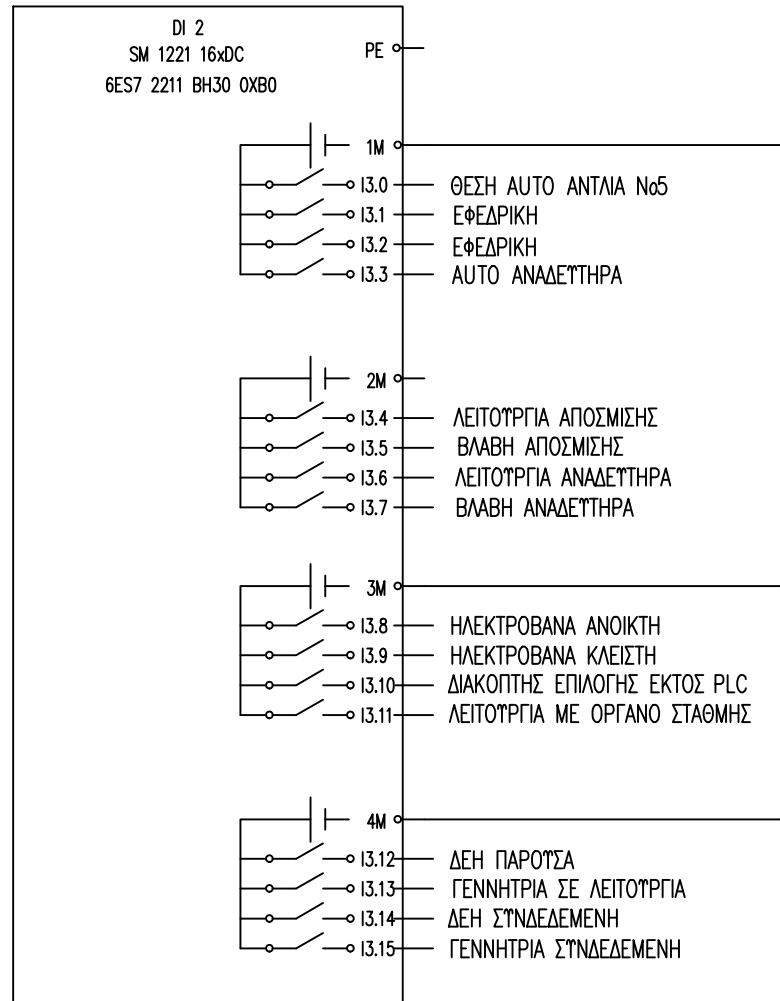 DI 2
SM 1221 16xDC
6ES7 2211 BH30 0XB0
PE
1M
I3.0 ΘΕΣΗ AUTO ΑΝΤΛΙΑ No5
I3.1 ΕΦΕΔΡΙΚΗ
I3.2 ΕΦΕΔΡΙΚΗ
I3.3 AUTO ΑΝΑΔΕΥΤΗΡΑ
2M
I3.4 ΛΕΙΤΟΥΡΓΙΑ ΑΠΟΣΜΙΣΗΣ
I3.5 ΒΛΑΒΗ ΑΠΟΣΜΙΣΗΣ
I3.6 ΛΕΙΤΟΥΡΓΙΑ ΑΝΑΔΕΥΤΗΡΑ
I3.7 ΒΛΑΒΗ ΑΝΑΔΕΥΤΗΡΑ
3M
I3.8 ΗΛΕΚΤΡΟΒΑΝΑ ΑΝΟΙΚΤΗ
I3.9 ΗΛΕΚΤΡΟΒΑΝΑ ΚΛΕΙΣΤΗ
I3.10 ΔΙΑΚΟΠΤΗΣ ΕΠΙΛΟΓΗΣ ΕΚΤΟΣ PLC
I3.11 ΛΕΙΤΟΥΡΓΙΑ ΜΕ ΟΡΓΑΝΟ ΣΤΑΘΜΗΣ
4M
I3.12 ΔΕΗ ΠΑΡΟΥΣΑ
I3.13 ΓΕΝΝΗΤΡΙΑ ΣΕ ΛΕΙΤΟΥΡΓΙΑ
I3.14 ΔΕΗ ΣΥΝΔΕΔΕΜΕΝΗ
I3.15 ΓΕΝΝΗΤΡΙΑ ΣΥΝΔΕΔΕΜΕΝΗ